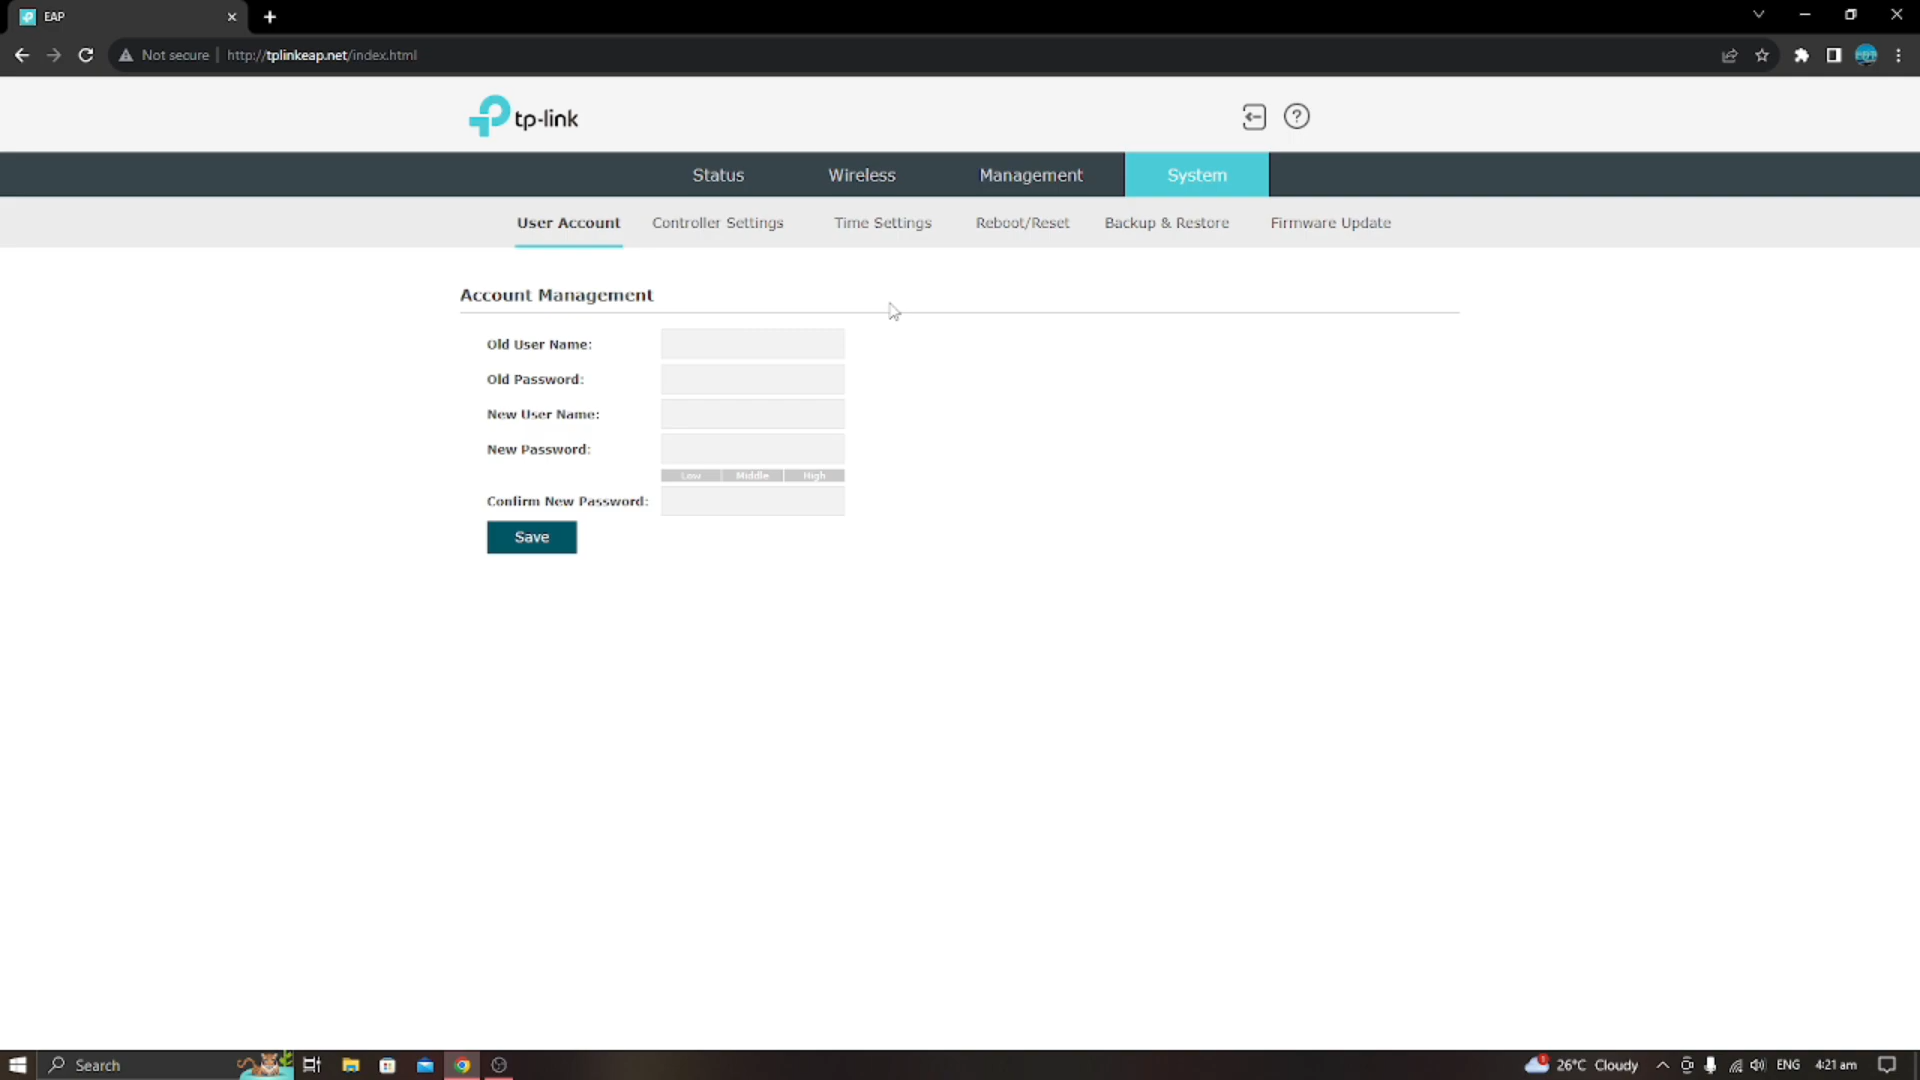 EAP
Not secure | http://tplinkeap.net/index.html
tp-link
Status Wireless Management System
User Account Controller Settings Time Settings Reboot/Reset Backup & Restore Firmware Update
Account Management
Old User Name:
Old Password:
New User Name:
New Password:
Low Middle High
Confirm New Password:
Save
Search 1 26°C Cloudy ENG 4:21 am